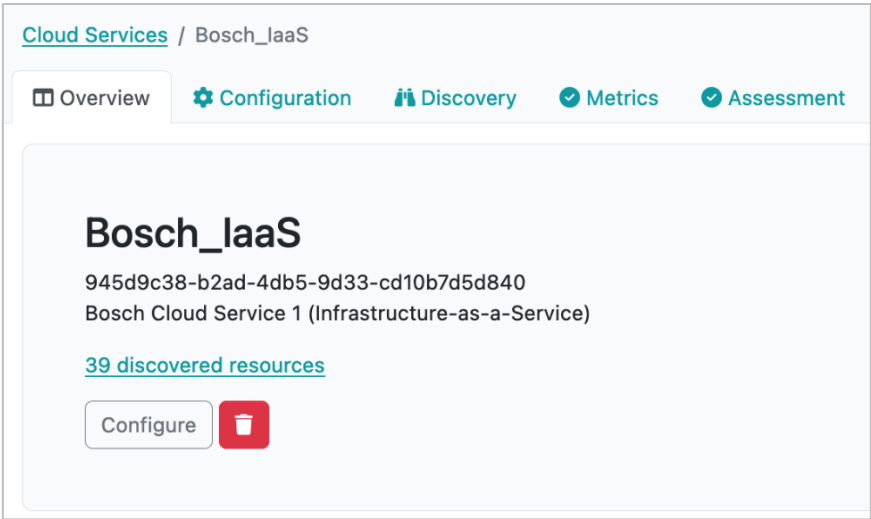 Cloud Services / Bosch_IaaS
Overview Configuration Discovery Metrics Assessment
Bosch_IaaS
945d9c38-b2ad-4db5-9d33-cd10b7d5d840
Bosch Cloud Service 1 (Infrastructure-as-a-Service)
39 discovered resources
Configure